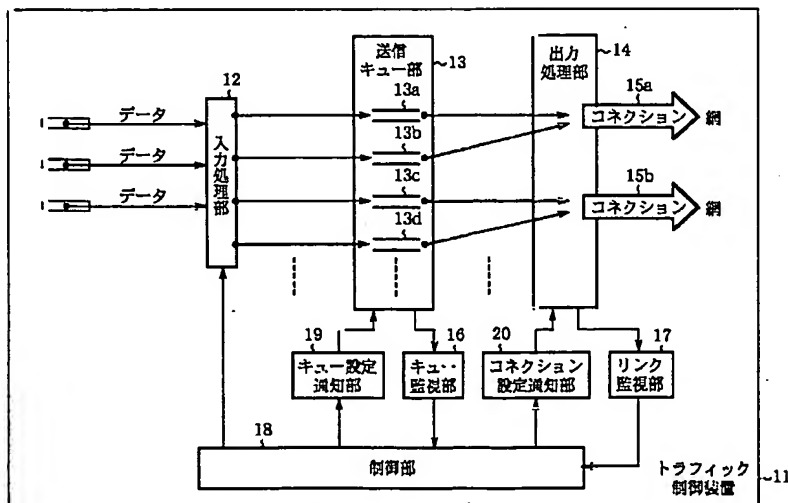 送信
キュー部
13
出力
処理部
14
12
13a
15a
データ
コネクション
網
13b
データ
入力処理部
13c
15b
データ
コネクション
網
13d
19
16
20
17
キュー設定
通知部
キュー
監視部
コネクション
設定通知部
リンク
監視部
18
制御部
トラフィック
制御装置
11